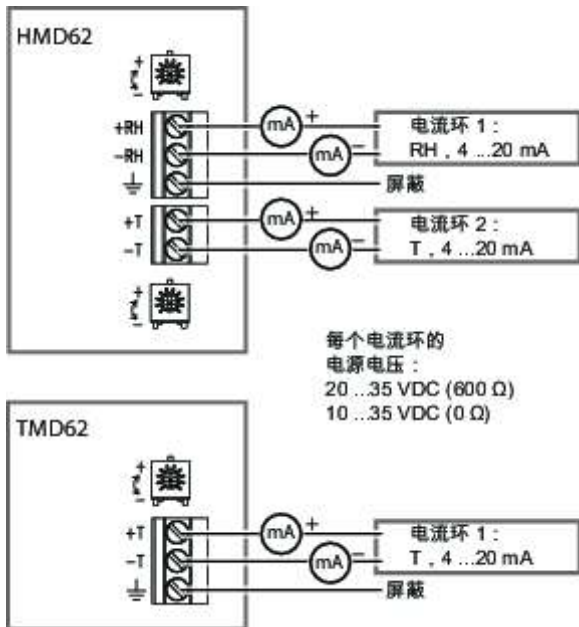 HMD62
+
-
+RH
mA
+
电流环 1：
-RH
mA
-
RH，4 ...20 mA
屏蔽
+T
mA
+
电流环 2：
-T
mA
-
T，4 ...20 mA
+
-
每个电流环的
电源电压：
20 ...35 VDC (600 Ω)
10 ...35 VDC (0 Ω)
TMD62
+
-
+T
mA
+
电流环 1：
-T
mA
-
T，4 ...20 mA
屏蔽